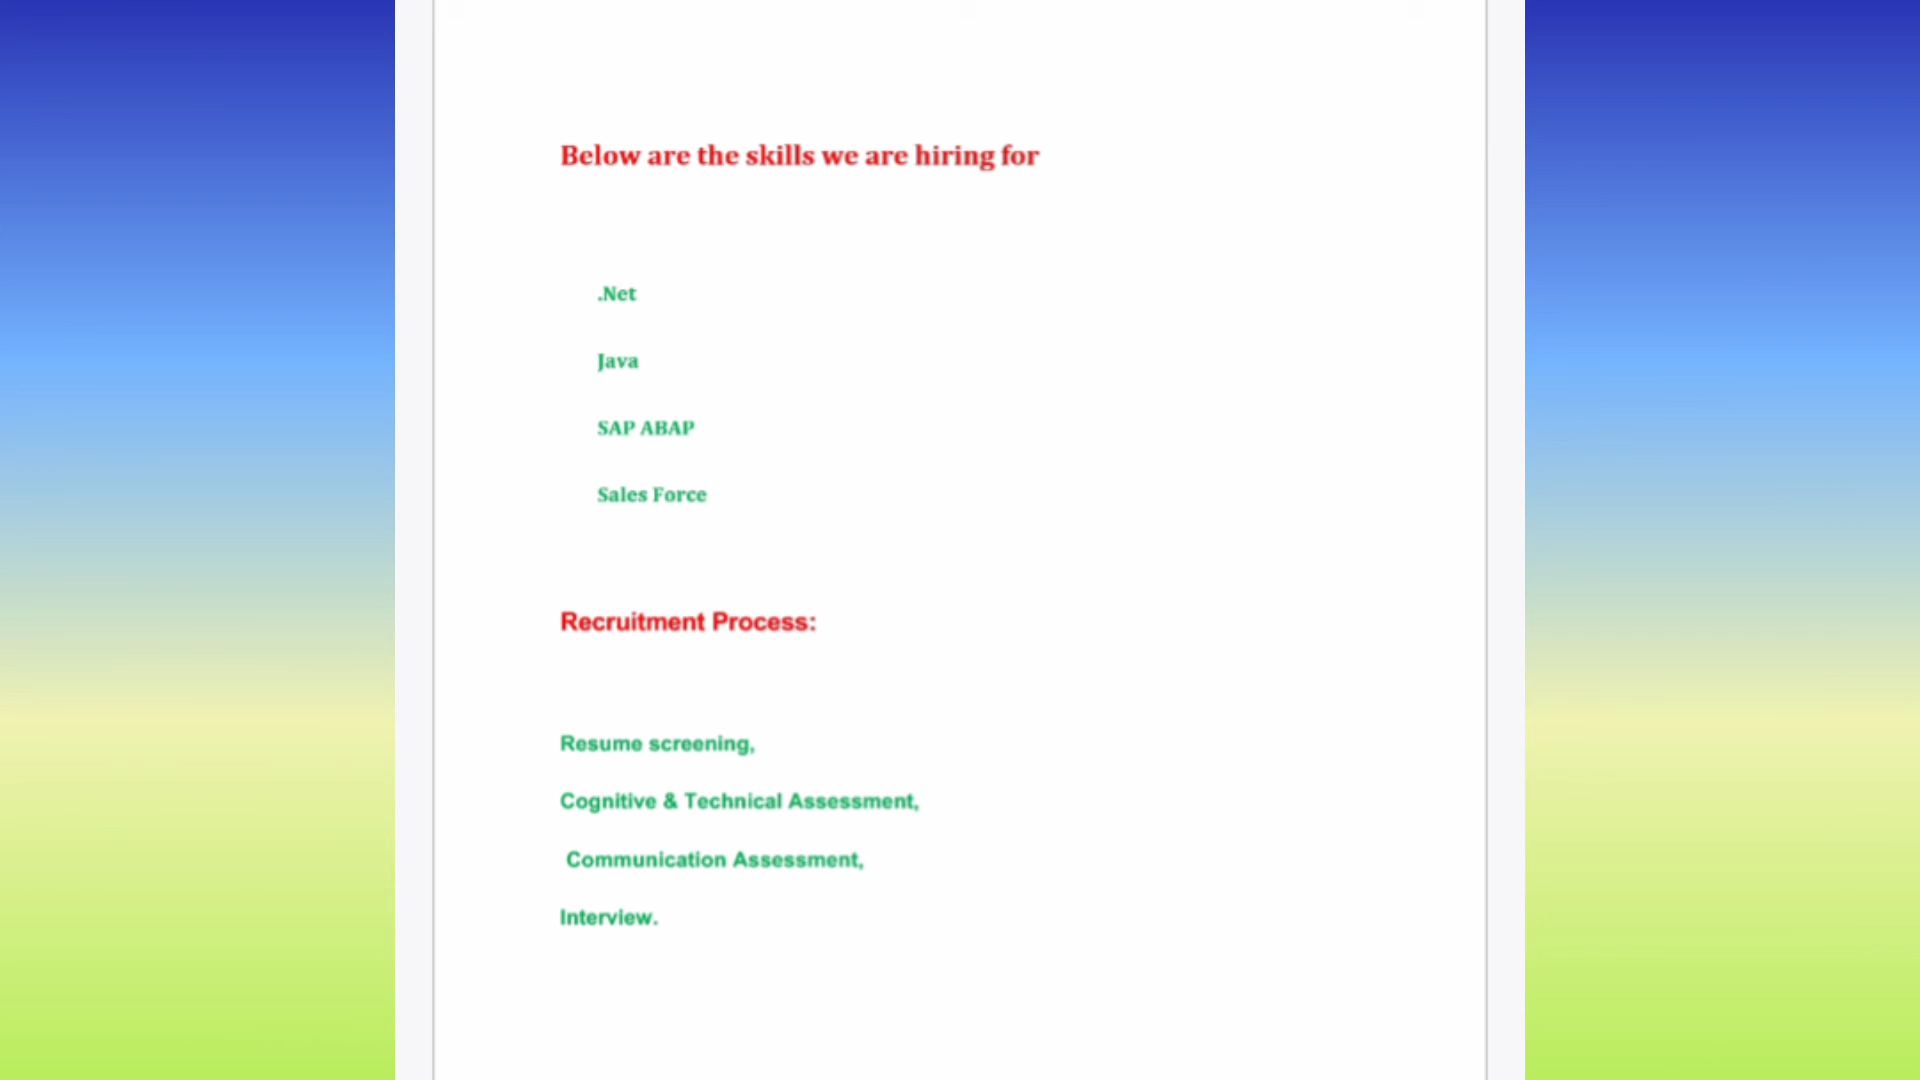 Below are the skills we are hiring for
.Net
Java
SAP ABAP
Sales Force
Recruitment Process:
Resume screening,
Cognitive & Technical Assessment,
Communication Assessment,
Interview.